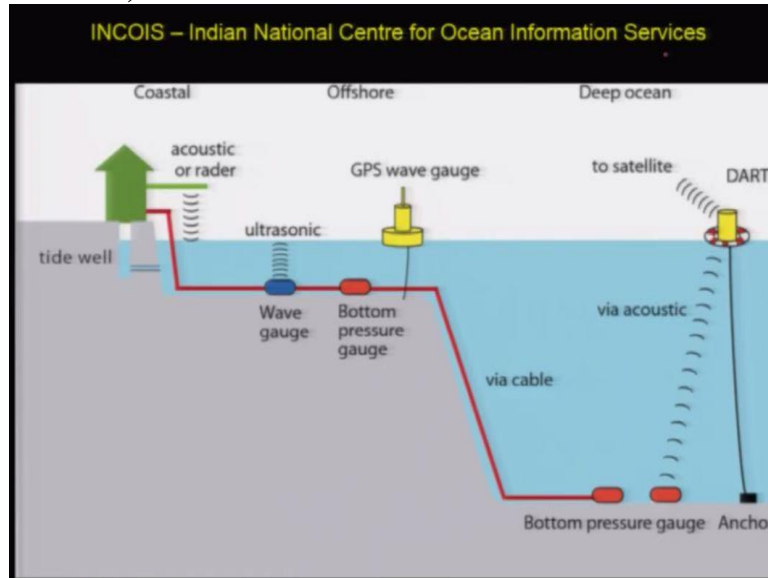 INCOIS – Indian National Centre for Ocean Information Services
Coastal
Offshore
Deep ocean
acoustic
or rader
GPS wave gauge
to satellite
DART
ultrasonic
tide well
Wave
gauge
Bottom
pressure
gauge
via acoustic
via cable
Bottom pressure gauge
Ancho